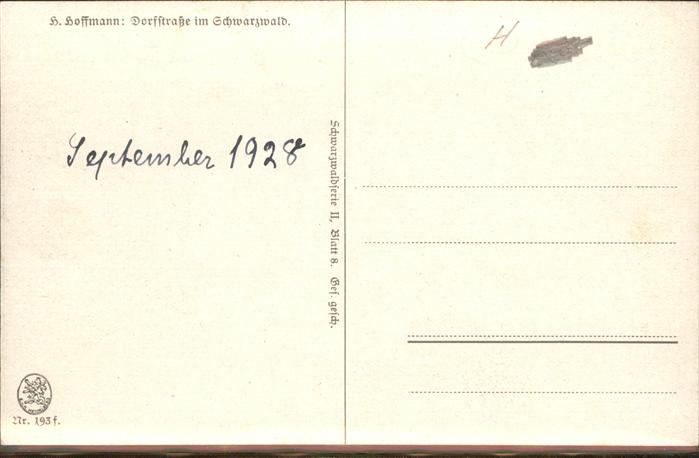 H. Hoffmann: Dorfstraße im Schwarzwald.
H
September 1928
Schwarzwaldserie II, Blatt 8. Ges. gesch.
Nr. 193 f.